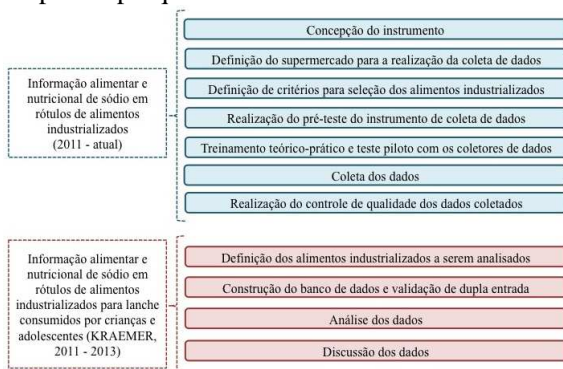 Concepção do instrumento
Definição do supermercado para a realização da coleta de dados
Definição de critérios para seleção dos alimentos industrializados
Realização do pré-teste do instrumento de coleta de dados
Treinamento teórico-prático e teste piloto com os coletores de dados
Coleta dos dados
Realização do controle de qualidade dos dados coletados
Informação alimentar e
nutricional de sódio em
rótulos de alimentos
industrializados
(2011 - atual)
Definição dos alimentos industrializados a serem analisados
Construção do banco de dados e validação de dupla entrada
Análise dos dados
Discussão dos dados
Informação alimentar e
nutricional de sódio em
rótulos de alimentos
industrializados para lanche
consumidos por crianças e
adolescentes (KRAEMER,
2011 - 2013)